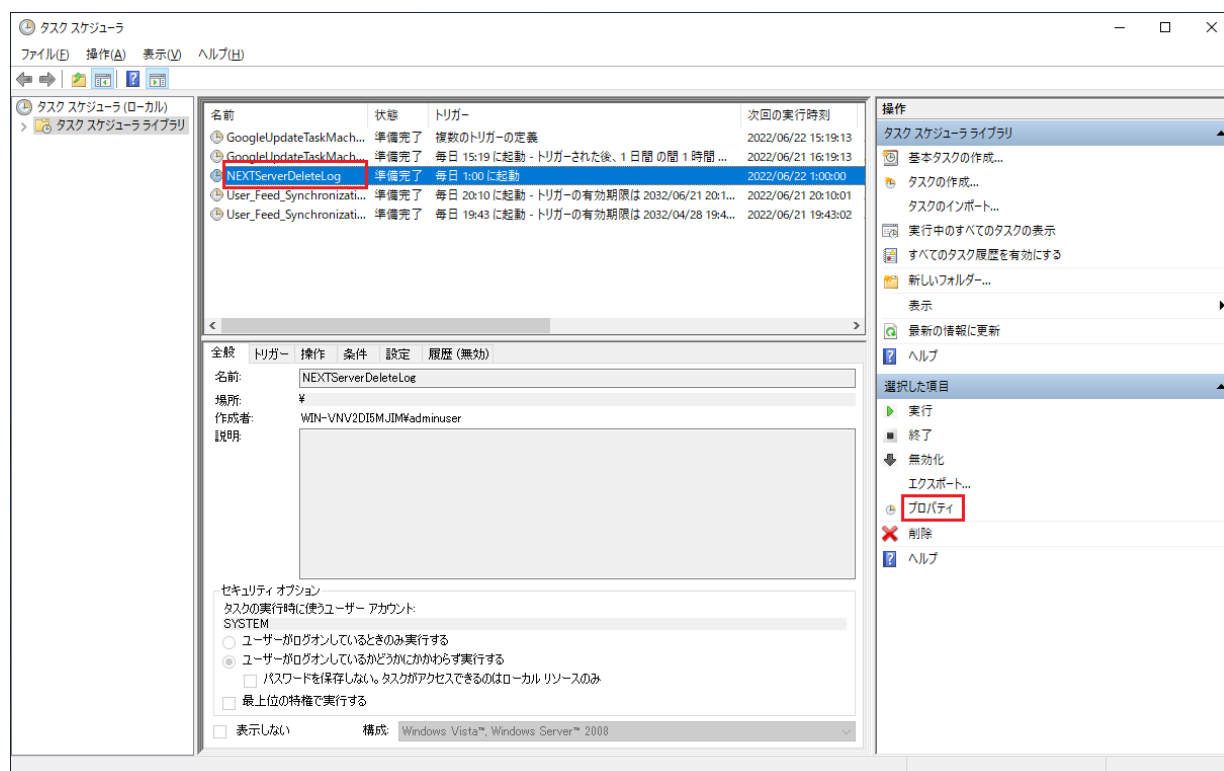 タスク スケジューラ
ファイル(F) 操作(A) 表示(V) ヘルプ(H)
タスク スケジューラ (ローカル)
タスク スケジューラ ライブラリ
名前 状態 トリガー 次回の実行時刻
GoogleUpdateTaskMach... 準備完了 複数のトリガーの定義 2022/06/22 15:19:13
GoogleUpdateTaskMach... 準備完了 毎日 15:19 に起動 - トリガーされた後、1 日間 の間 1 時間 ... 2022/06/21 16:19:13
NEXTServerDeleteLog 準備完了 毎日 1:00 に起動 2022/06/22 1:00:00
User_Feed_Synchronizati... 準備完了 毎日 20:10 に起動 - トリガーの有効期限は 2032/06/21 20:1... 2022/06/21 20:10:01
User_Feed_Synchronizati... 準備完了 毎日 19:43 に起動 - トリガーの有効期限は 2032/04/28 19:4... 2022/06/21 19:43:02
全般 トリガー 操作 条件 設定 履歴 (無効)
名前: NEXTServerDeleteLog
場所: ¥
作成者: WIN-VNV2DI5MJIM¥adminuser
説明:
セキュリティ オプション
タスクの実行時に使うユーザー アカウント:
SYSTEM
ユーザーがログオンしているときのみ実行する
ユーザーがログオンしているかどうかにかかわらず実行する
パスワードを保存しない。タスクがアクセスできるのはローカル リソースのみ
最上位の特権で実行する
表示しない 構成: Windows Vista™, Windows Server™ 2008
操作
タスク スケジューラ ライブラリ
基本タスクの作成...
タスクの作成...
タスクのインポート...
実行中のすべてのタスクの表示
すべてのタスク履歴を有効にする
新しいフォルダー...
表示
最新の情報に更新
ヘルプ
選択した項目
実行
終了
無効化
エクスポート...
プロパティ
削除
ヘルプ